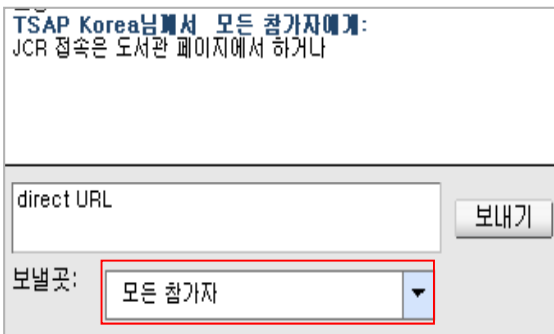 TSAP Korea님께서 모든 참가자에게:
JCR 접속은 도서관 페이지에서 하거나
direct URL
보내기
보낼곳:
모든 참가자